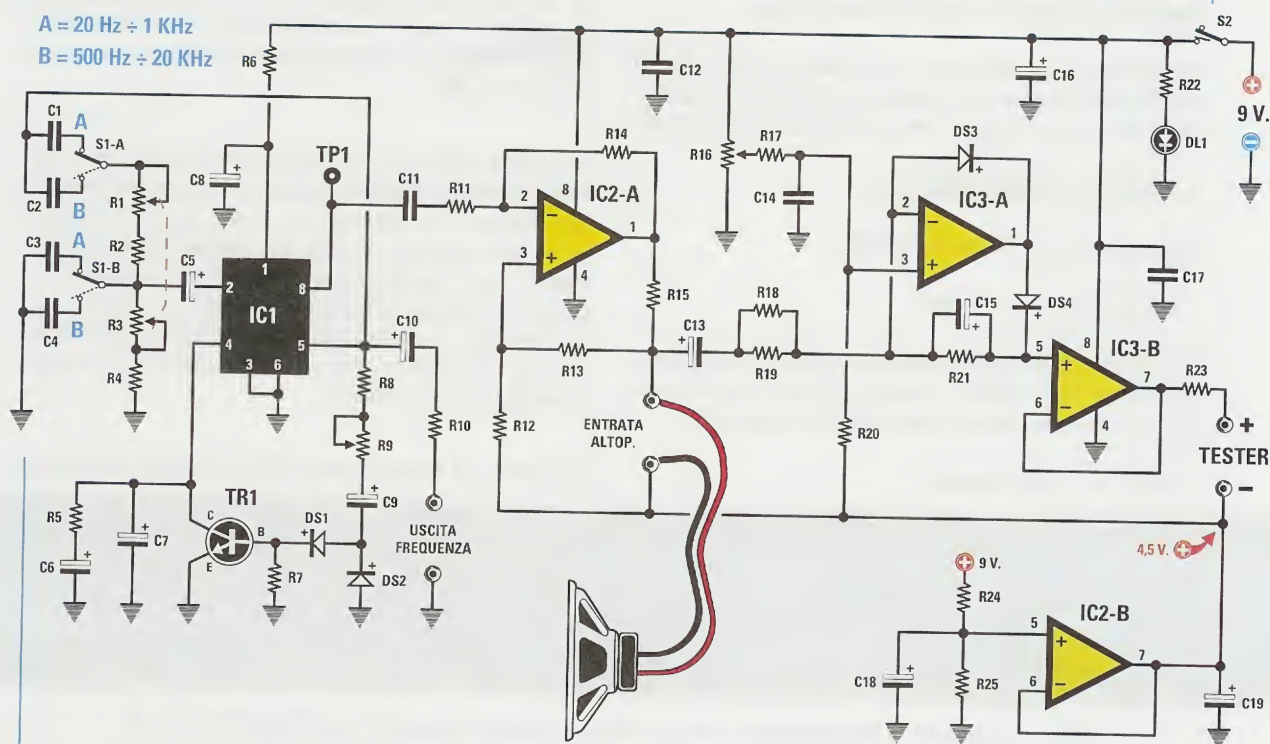 A = 20 Hz ÷ 1 KHz
B = 500 Hz ÷ 20 KHz
R6
C12
C16
S2
R22
9 V.
DL1
C1
A
S1-A
C2
B
R1
C8
TP1
C11
R11
R14
2
8
IC2-A
1
3
4
R16
R17
C14
DS3
2
IC3-A
1
3
C17
C3
A
S1-B
C4
B
R2
R3
R4
C5
+
1
2
8
IC1
4
5
3
6
C10
+
R8
R9
R10
R15
R13
R12
C13
+
R18
R19
C15
+
R21
DS4
5
8
IC3-B
7
6
4
R23
R20
ENTRATA
ALTOP.
+
TESTER
-
R5
C6
+
C7
+
TR1
C
B
E
DS1
R7
C9
+
DS2
USCITA
FREQUENZA
4,5 V.
9 V.
R24
IC2-B
5
7
6
C18
+
R25
C19
+